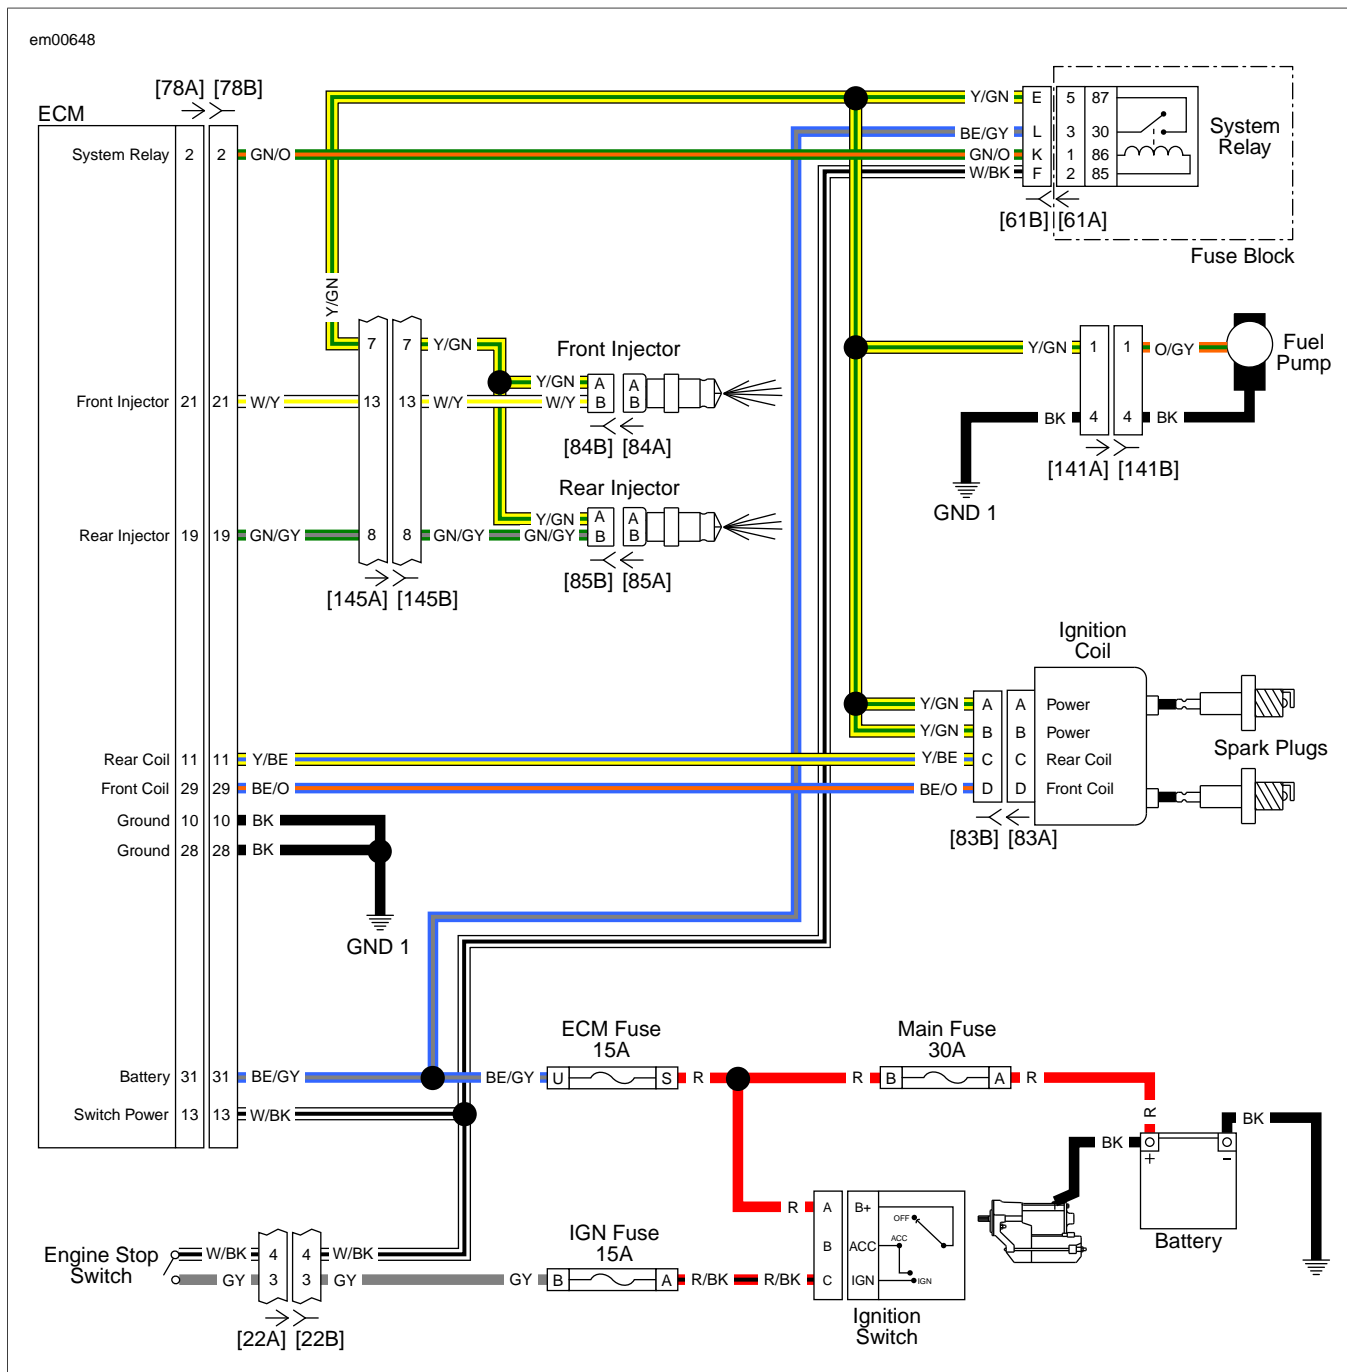 em00648
[78A] [78B]
ECM
System Relay 2 2 GN/O
Y/GN E 5 87
BE/GY L 3 30
GN/O K 1 86
W/BK F 2 85
System
Relay
[61B] [61A]
Fuse Block
Y/GN
7 7 Y/GN
Front Injector
Y/GN A A
Front Injector 21 21 W/Y 13 13 W/Y W/Y B B
[84B] [84A]
Rear Injector
Y/GN A A
Rear Injector 19 19 GN/GY 8 8 GN/GY GN/GY B B
[85B] [85A]
[145A] [145B]
Y/GN 1 1 O/GY
Fuel
Pump
BK 4 4 BK
[141A] [141B]
GND 1
Ignition
Coil
Y/GN A A Power
Y/GN B B Power
Rear Coil 11 11 Y/BE Y/BE C C Rear Coil
Front Coil 29 29 BE/O BE/O D D Front Coil
Spark Plugs
[83B] [83A]
Ground 10 10 BK
Ground 28 28 BK
GND 1
ECM Fuse
15A
Main Fuse
30A
Battery 31 31 BE/GY BE/GY U S R R B A R
Switch Power 13 13 W/BK
R
BK + - BK
Battery
R A B+
OFF
B ACC
ACC
C IGN
IGN
Ignition
Switch
IGN Fuse
15A
Engine Stop
Switch
W/BK 4 4 W/BK
GY 3 3 GY GY B A R/BK R/BK
[22A] [22B]